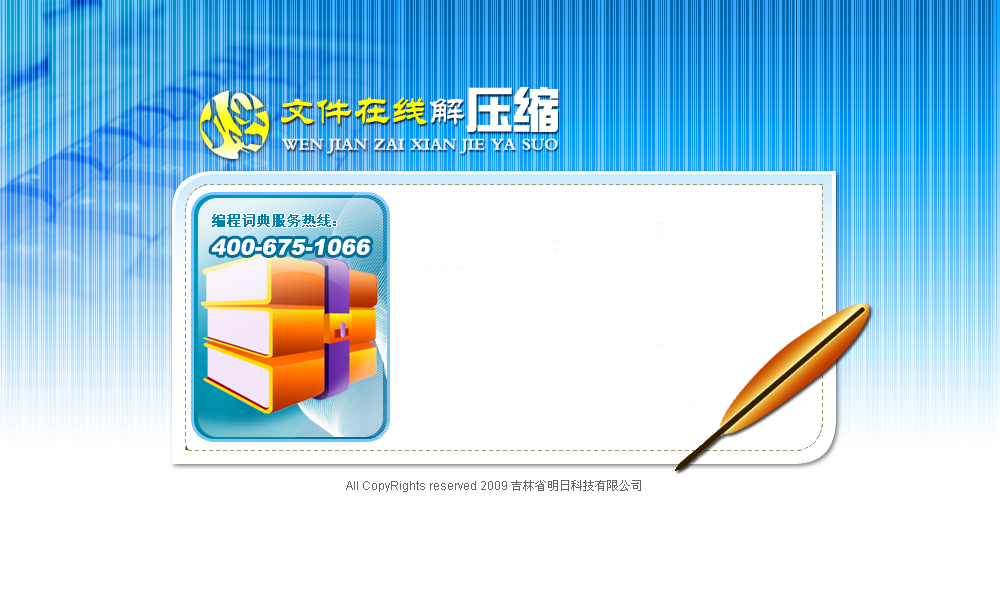 文件在线解压缩
WEN JIAN ZAI XIAN JIE YA SUO
编程词典服务热线:
400-675-1066
All CopyRights reserved 2009 吉林省明日科技有限公司